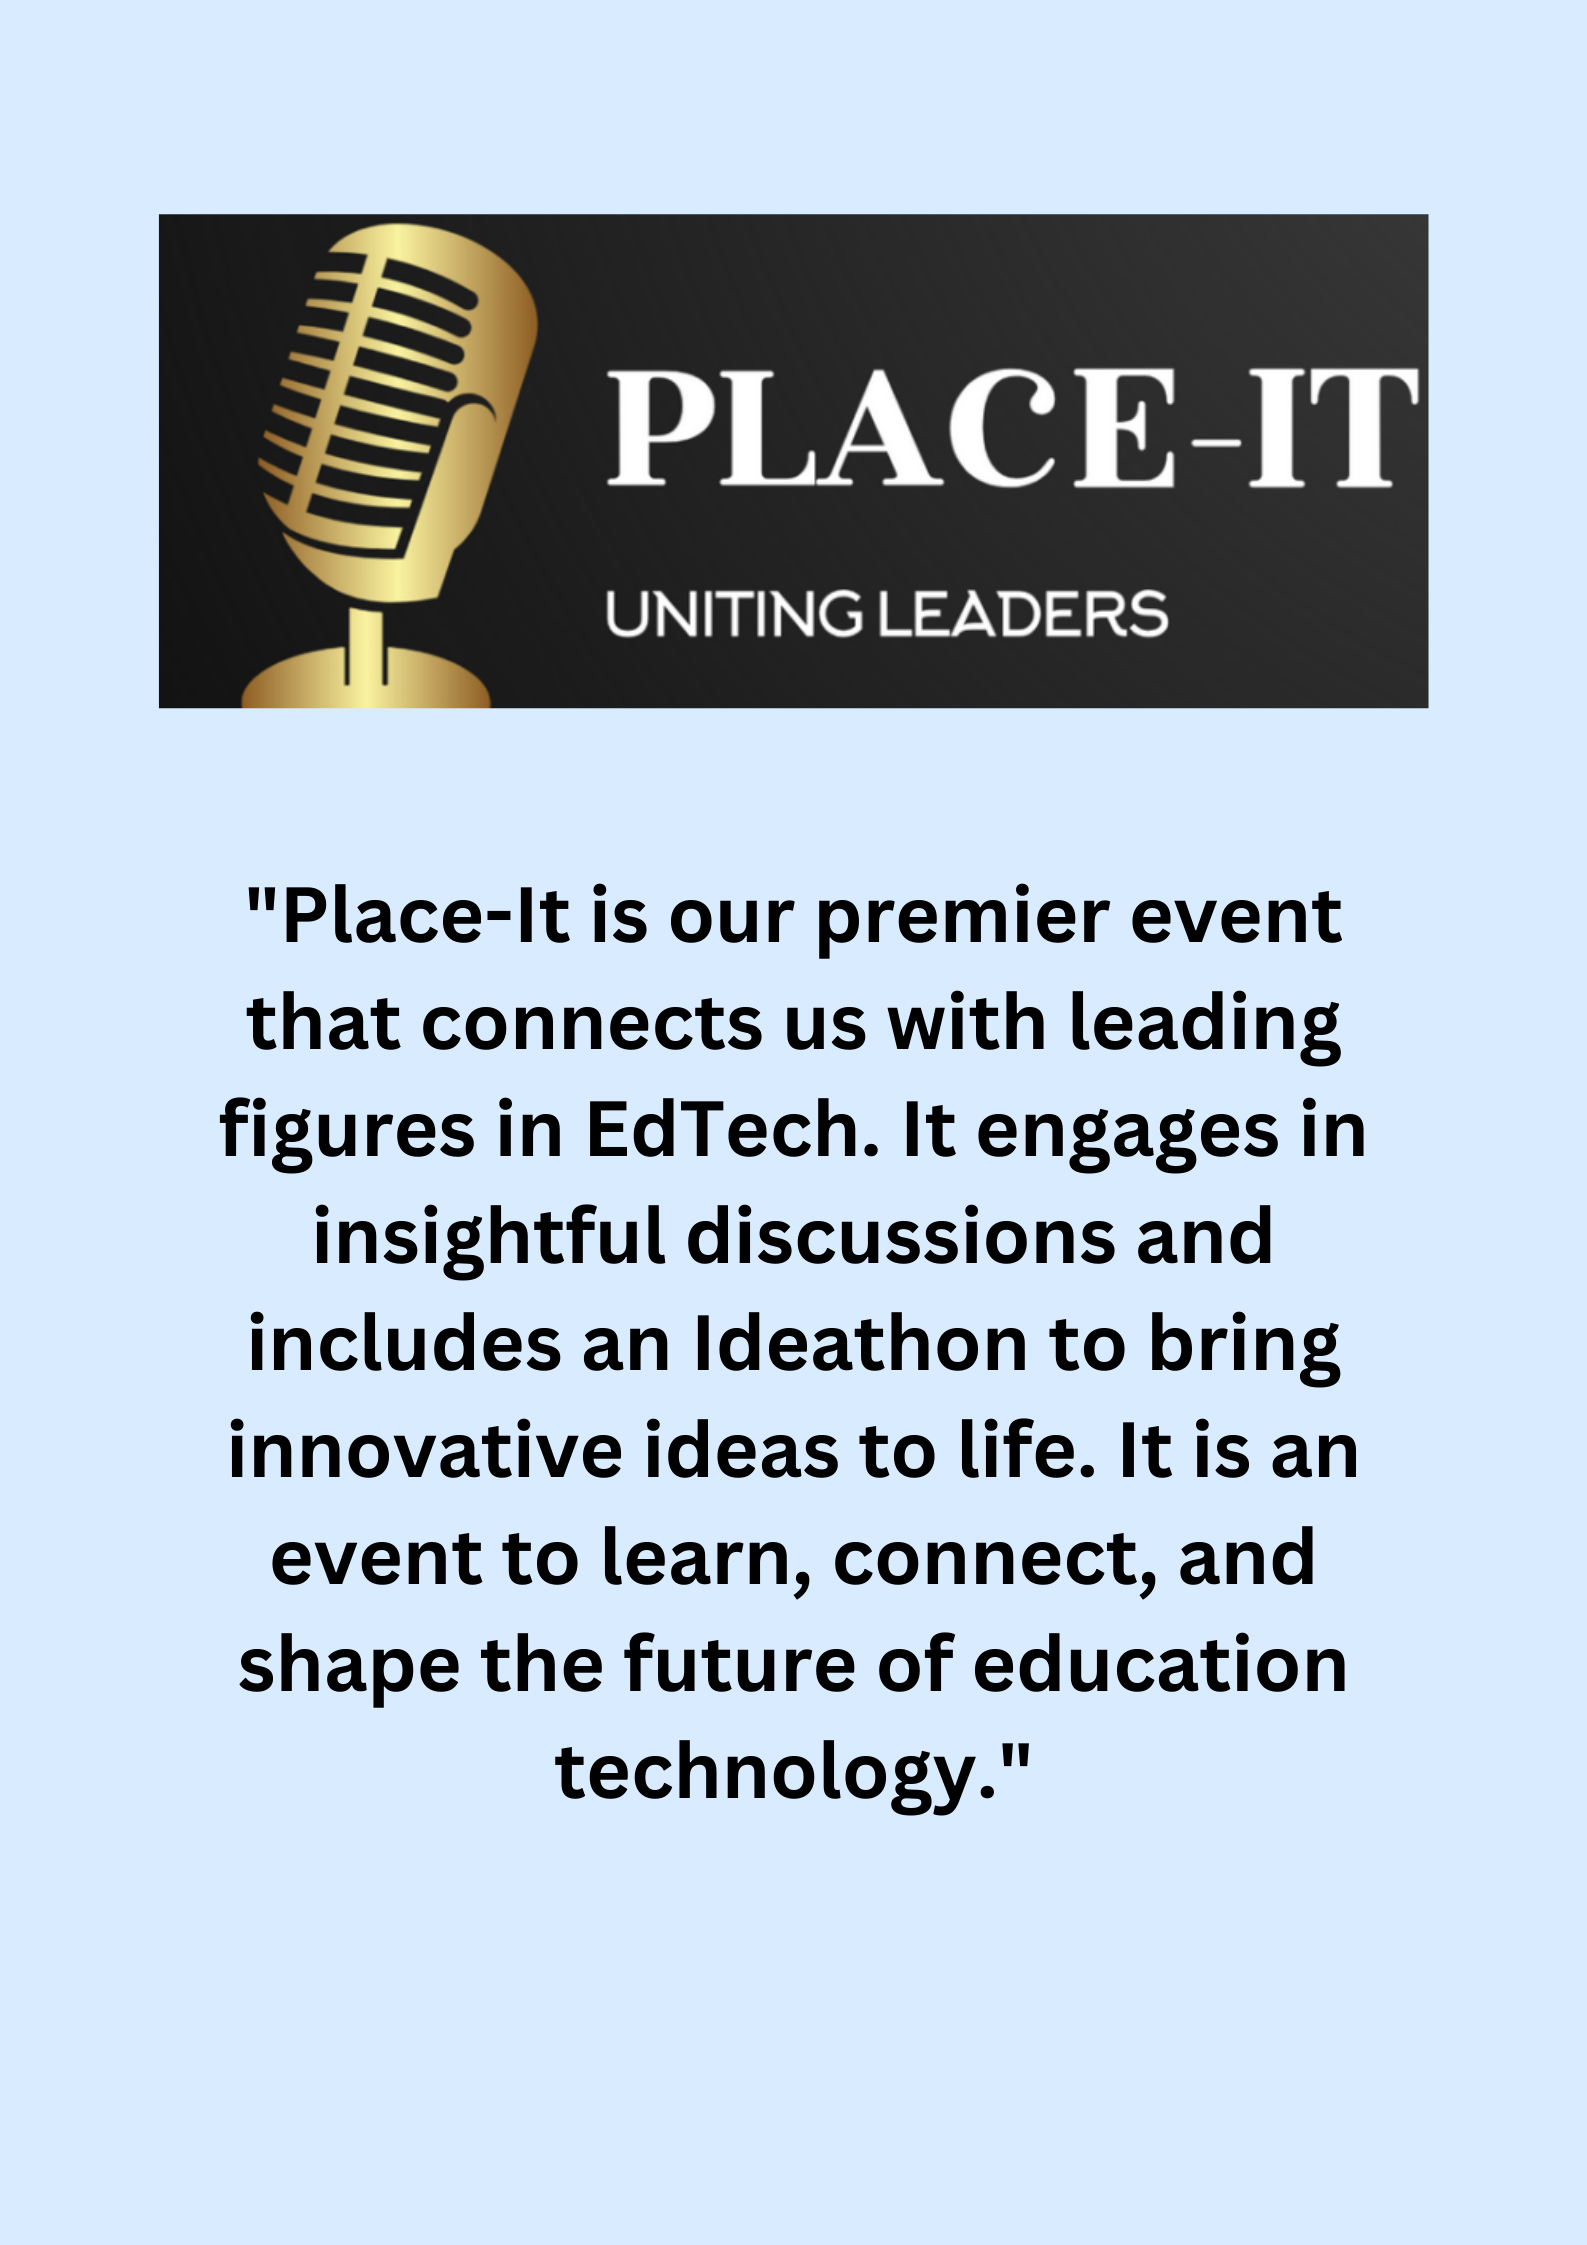 PLACE-IT
UNITING LEADERS
"Place-It is our premier event
that connects us with leading
figures in EdTech. It engages in
insightful discussions and
includes an Ideathon to bring
innovative ideas to life. It is an
event to learn, connect, and
shape the future of education
technology."